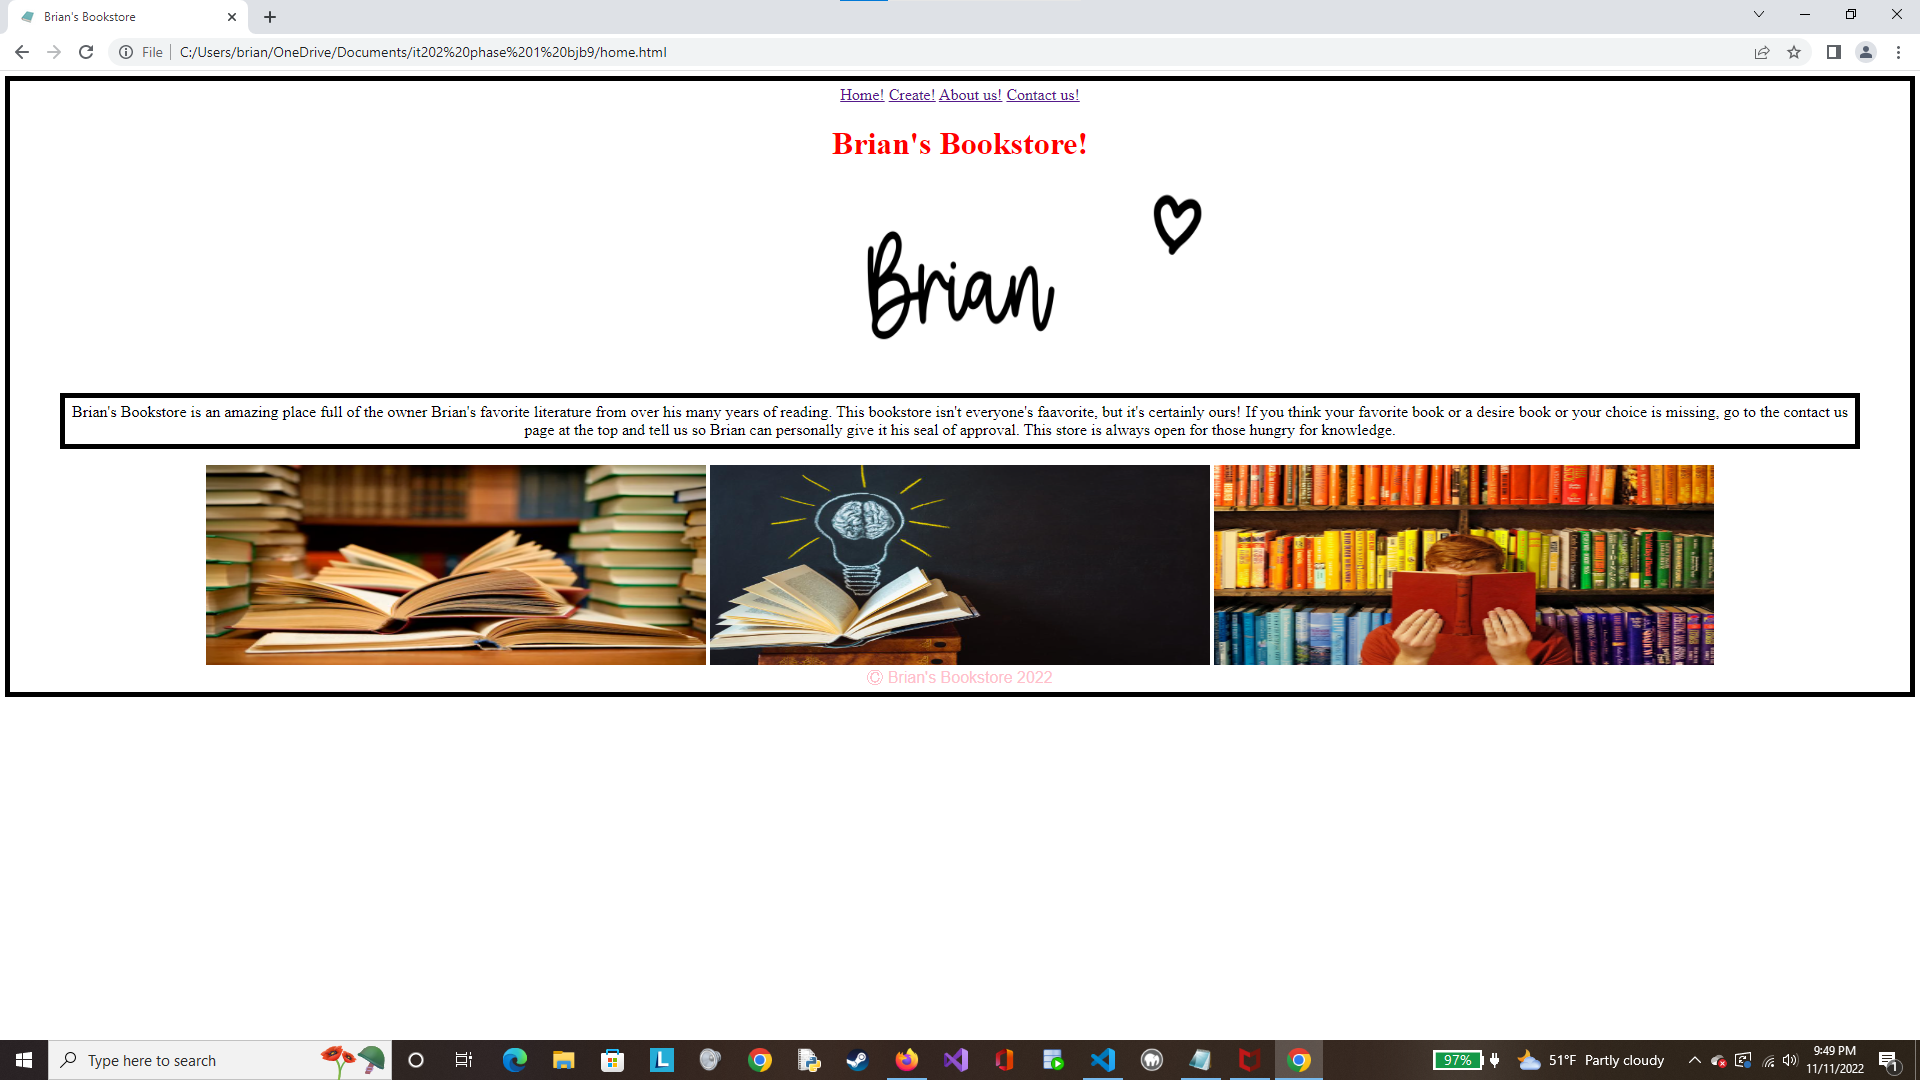 Brian's Bookstore
File C:/Users/brian/OneDrive/Documents/it202%20phase%201%20bjb9/home.html
Home! Create! About us! Contact us!
Brian's Bookstore!
Brian
Brian's Bookstore is an amazing place full of the owner Brian's favorite literature from over his many years of reading. This bookstore isn't everyone's faavorite, but it's certainly ours! If you think your favorite book or a desire book or your choice is missing, go to the contact us
page at the top and tell us so Brian can personally give it his seal of approval. This store is always open for those hungry for knowledge.
© Brian's Bookstore 2022
Type here to search
L
97%
51°F Partly cloudy
9:49 PM
11/11/2022
1